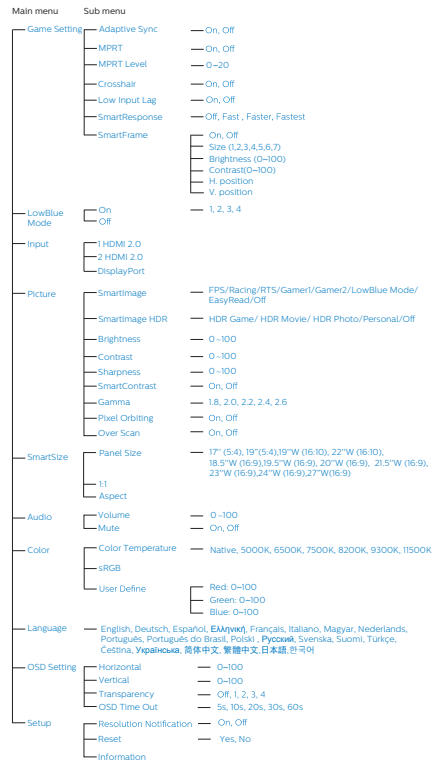 Main menu Sub menu
Game Setting Adaptive Sync On, Off
MPRT On, Off
MPRT Level 0~20
Crosshair On, Off
Low Input Lag On, Off
SmartResponse Off, Fast , Faster, Fastest
SmartFrame On, Off
Size (1,2,3,4,5,6,7)
Brightness (0~100)
Contrast(0~100)
H. position
V. position
LowBlue Mode On 1, 2, 3, 4
Off
Input 1 HDMI 2.0
2 HDMI 2.0
DisplayPort
Picture SmartImage FPS/Racing/RTS/Gamer1/Gamer2/LowBlue Mode/
EasyRead/Off
SmartImage HDR HDR Game/ HDR Movie/ HDR Photo/Personal/Off
Brightness 0~100
Contrast 0~100
Sharpness 0~100
SmartContrast On, Off
Gamma 1.8, 2.0, 2.2, 2.4, 2.6
Pixel Orbiting On, Off
Over Scan On, Off
SmartSize Panel Size 17" (5:4), 19"(5:4),19"W (16:10), 22"W (16:10),
18.5"W (16:9),19.5"W (16:9), 20"W (16:9), 21.5"W (16:9),
23"W (16:9),24"W (16:9),27"W(16:9)
1:1
Aspect
Audio Volume 0~100
Mute On, Off
Color Color Temperature Native, 5000K, 6500K, 7500K, 8200K, 9300K, 11500K
sRGB
User Define Red: 0~100
Green: 0~100
Blue: 0~100
Language English, Deutsch, Español, Ελληνική, Français, Italiano, Magyar, Nederlands,
Português, Português do Brasil, Polski , Русский, Svenska, Suomi, Türkçe,
Čeština, Українська, 简体中文, 繁體中文,日本語,한국어
OSD Setting Horizontal 0~100
Vertical 0~100
Transparency Off, 1, 2, 3, 4
OSD Time Out 5s, 10s, 20s, 30s, 60s
Setup Resolution Notification On, Off
Reset Yes, No
Information